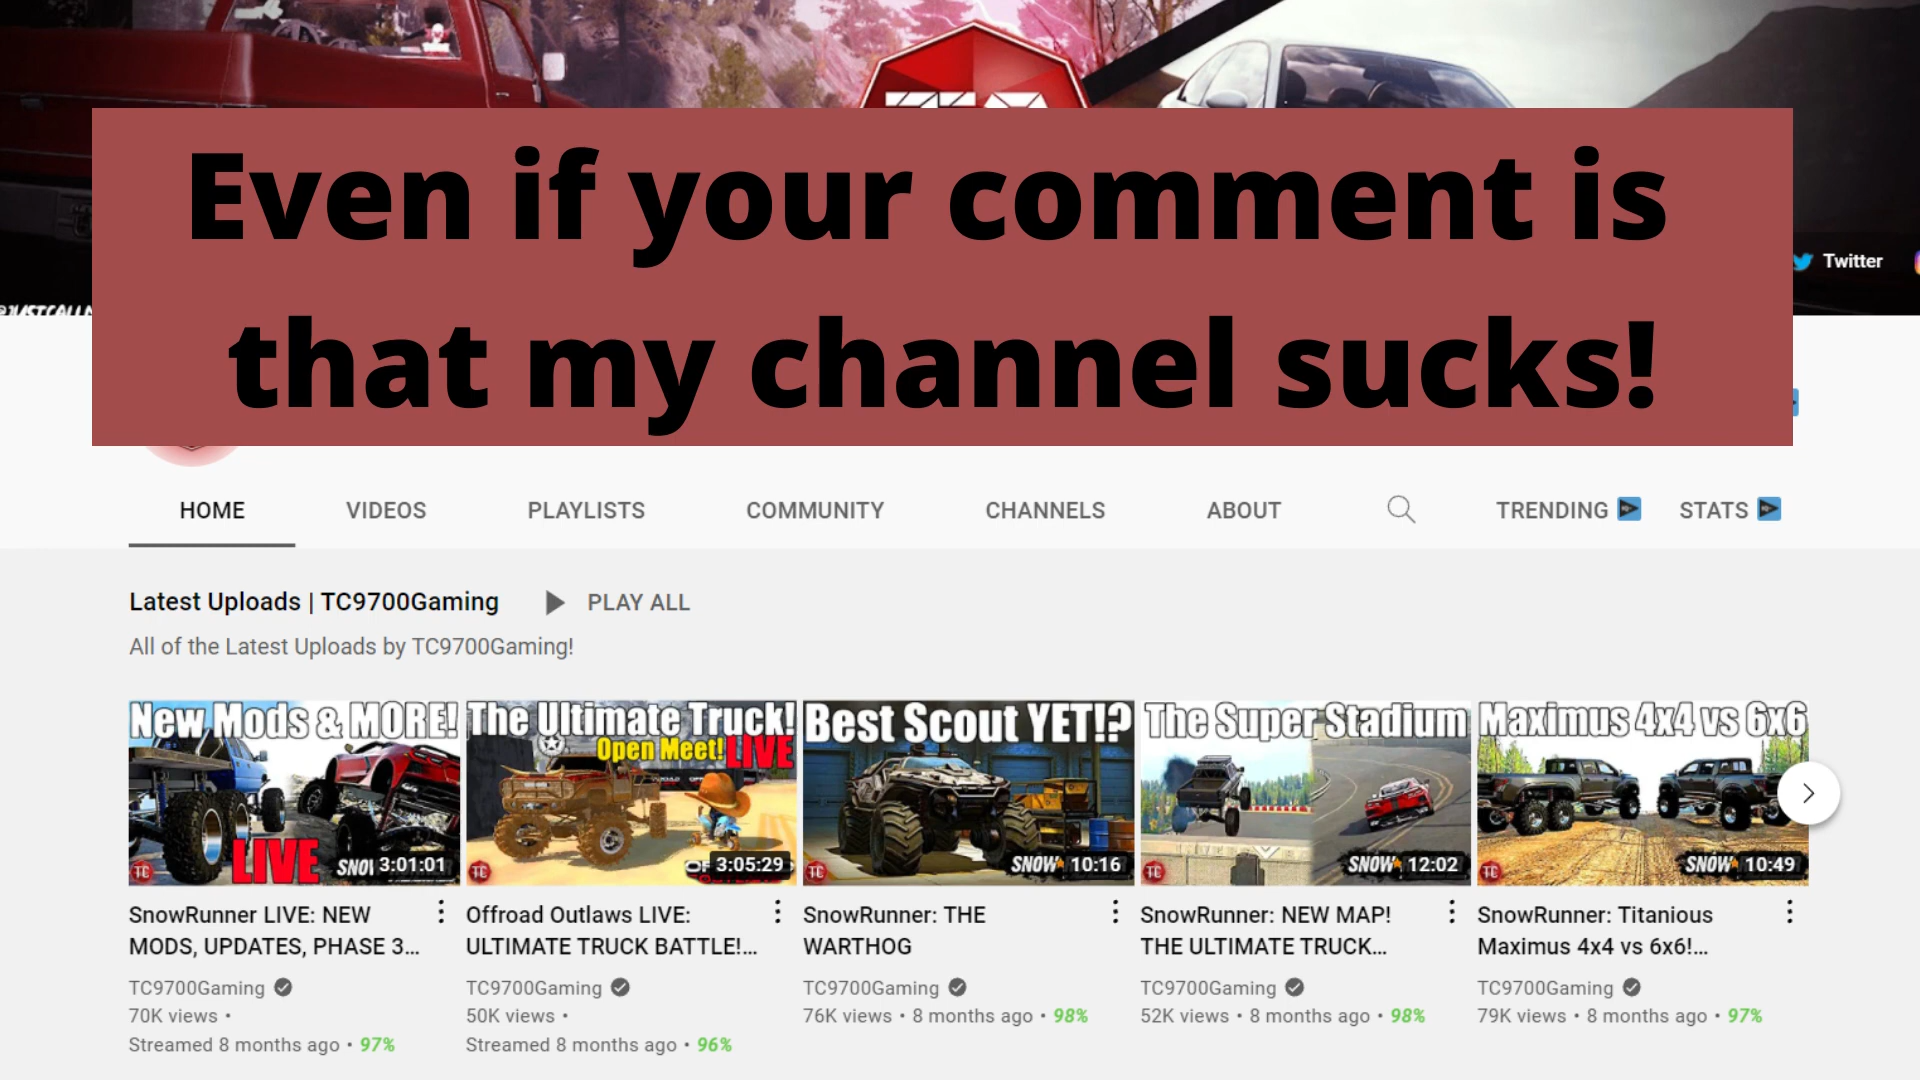 Even if your comment is
that my channel sucks!
Twitter
HOME VIDEOS PLAYLISTS COMMUNITY CHANNELS ABOUT TRENDING STATS
Latest Uploads | TC9700Gaming PLAY ALL
All of the Latest Uploads by TC9700Gaming!
New Mods & MORE!
LIVE
3:01:01
TC
SnowRunner LIVE: NEW
MODS, UPDATES, PHASE 3...
TC9700Gaming
70K views •
Streamed 8 months ago • 97%
The Ultimate Truck!
Open Meet! LIVE
3:05:29
TC
Offroad Outlaws LIVE:
ULTIMATE TRUCK BATTLE!...
TC9700Gaming
50K views •
Streamed 8 months ago • 96%
Best Scout YET!?
SNOW 10:16
TC
SnowRunner: THE
WARTHOG
TC9700Gaming
76K views • 8 months ago • 98%
The Super Stadium
SNOW 12:02
TC
SnowRunner: NEW MAP!
THE ULTIMATE TRUCK...
TC9700Gaming
52K views • 8 months ago • 98%
Maximus 4x4 vs 6x6
SNOW 10:49
TC
SnowRunner: Titanious
Maximus 4x4 vs 6x6!...
TC9700Gaming
79K views • 8 months ago • 97%